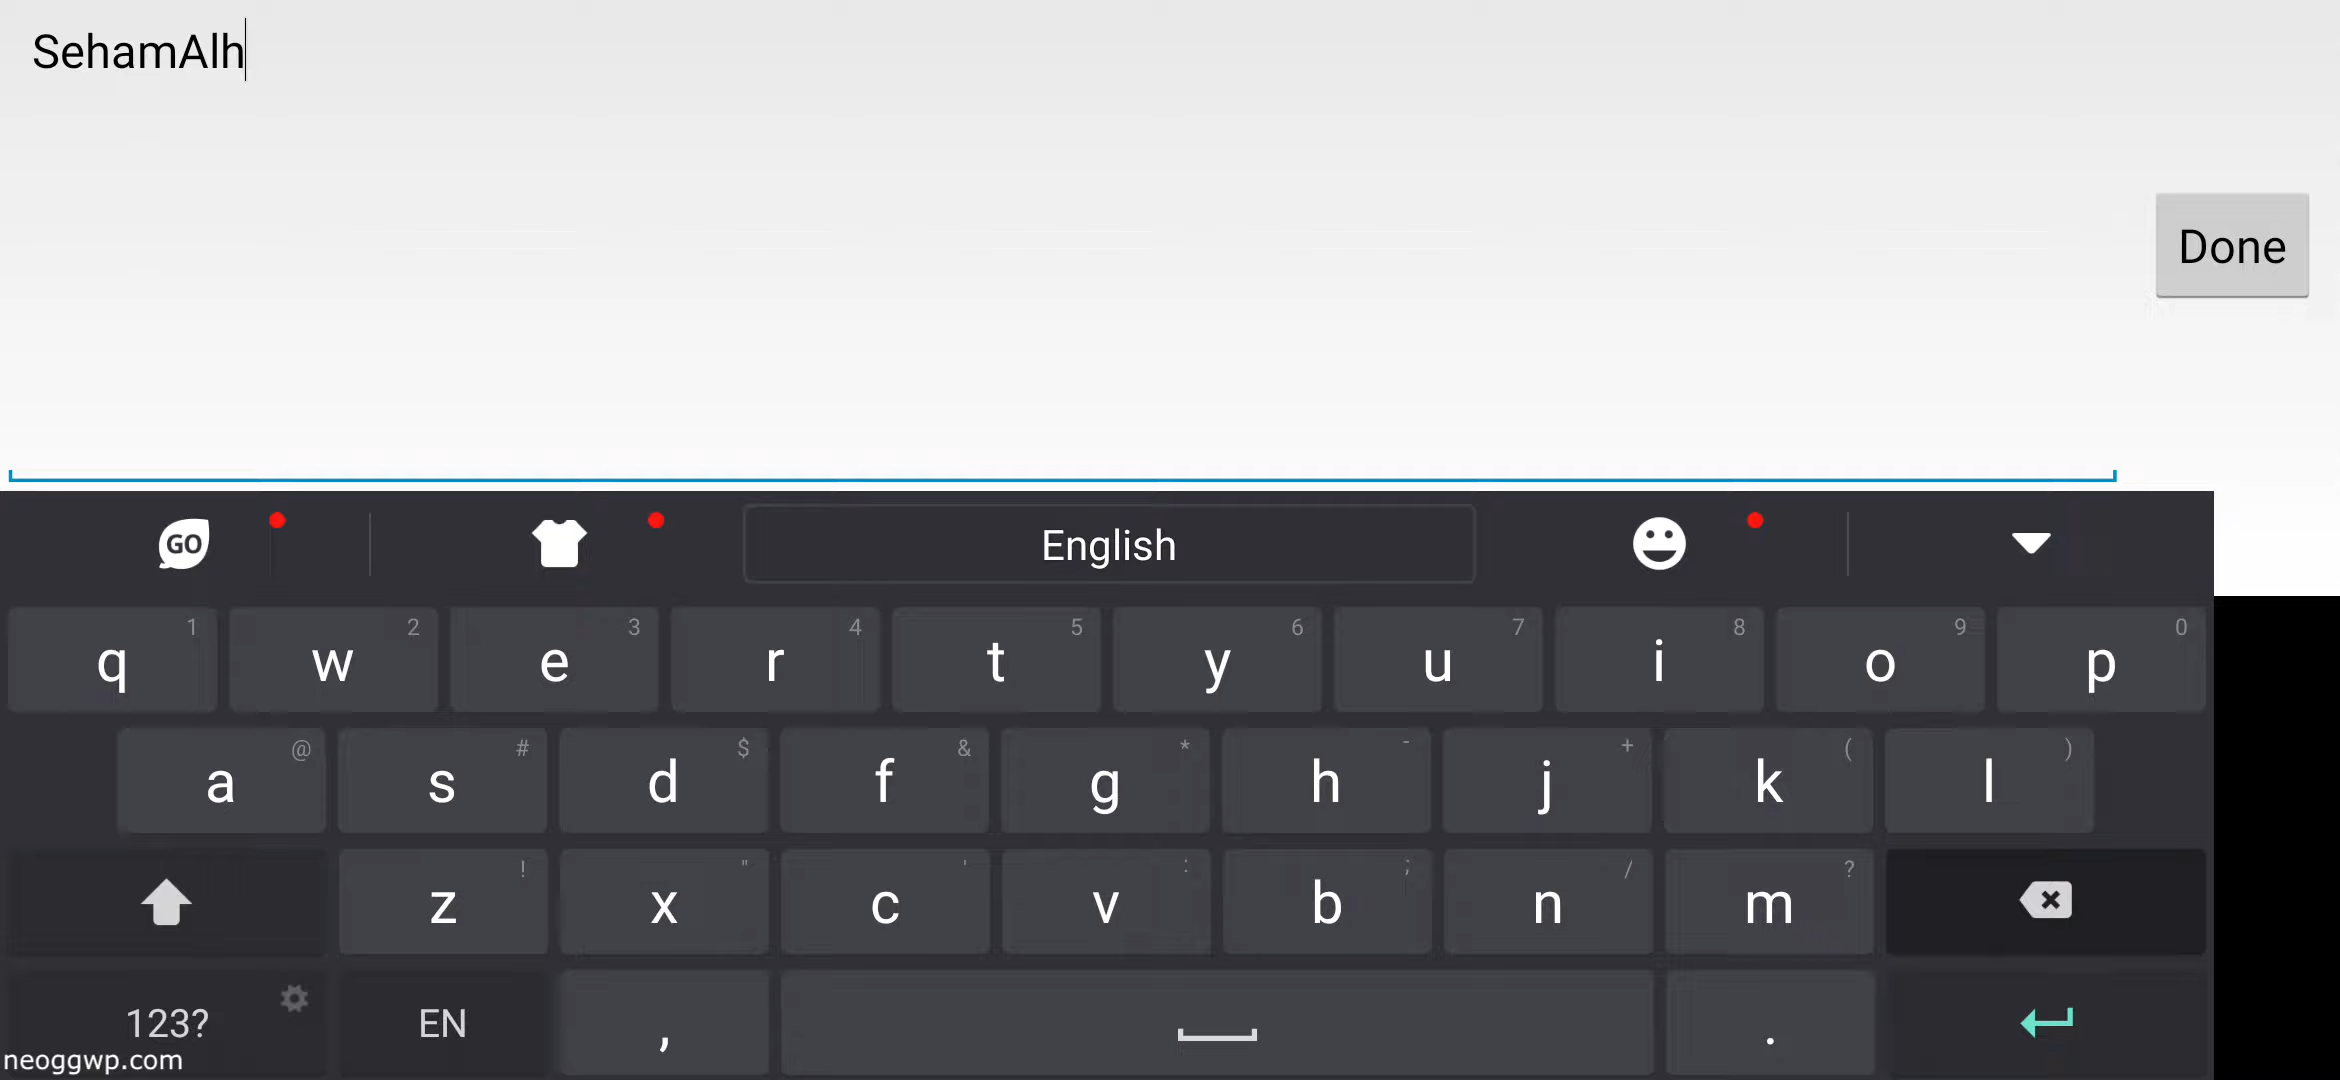 SehamAlh
Done
GO
English
q 1 w 2 e 3 r 4 t 5 y 6 u 7 i 8 o 9 p 0
a @ s # d $ f & g * h - j + k ( l )
z ! x " c ' v : b ; n / m ?
123? EN , .
neoggwp.com